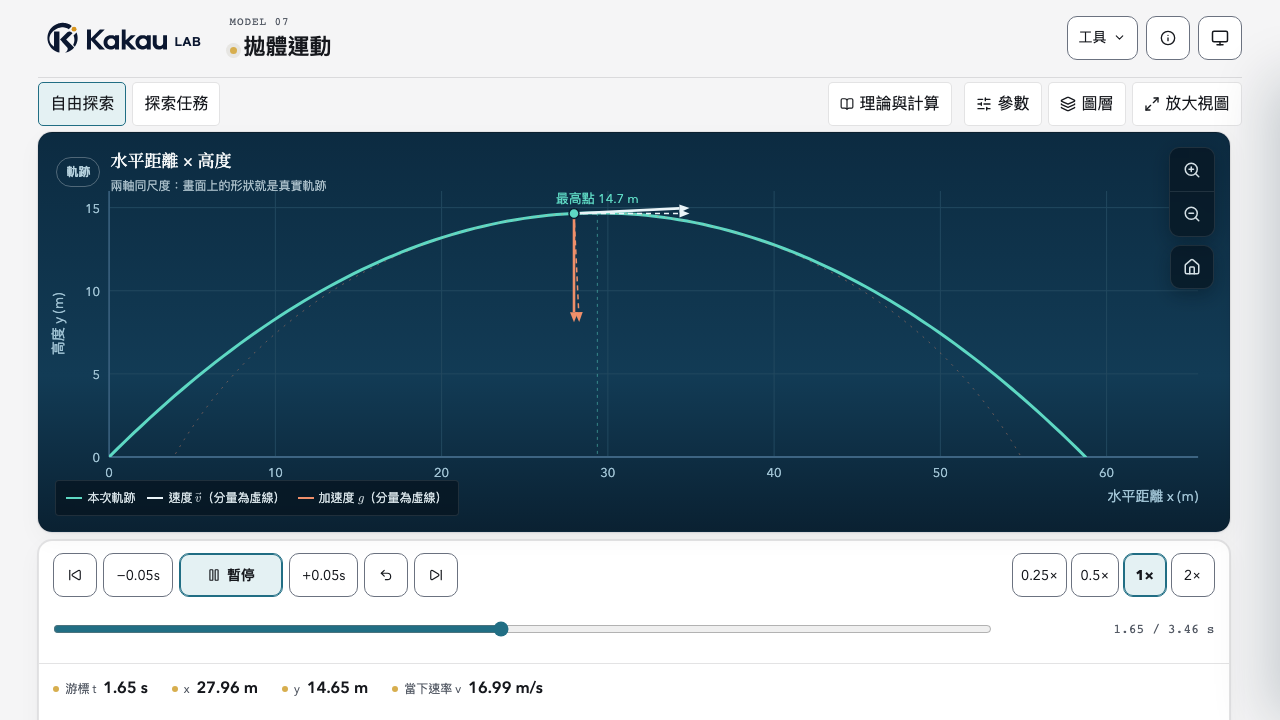 Kakau LAB
MODEL 07
拋體運動
工具
自由探索
探索任務
理論與計算
參數
圖層
放大視圖
軌跡
水平距離 × 高度
兩軸同尺度：畫面上的形狀就是真實軌跡
最高點 14.7 m
高度 y (m)
15
10
5
0
0 10 20 30 40 50 60
水平距離 x (m)
本次軌跡 速度 v⃗（分量為虛線） 加速度 g（分量為虛線）
−0.05s
暫停
+0.05s
0.25×
0.5×
1×
2×
1.65 / 3.46 s
游標 t 1.65 s
x 27.96 m
y 14.65 m
當下速率 v 16.99 m/s